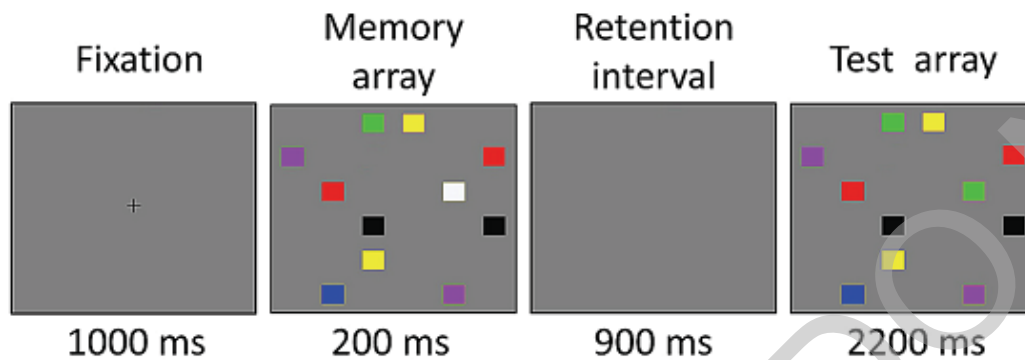 Fixation
Memory
array
Retention
interval
Test array
1000 ms
200 ms
900 ms
2200 ms